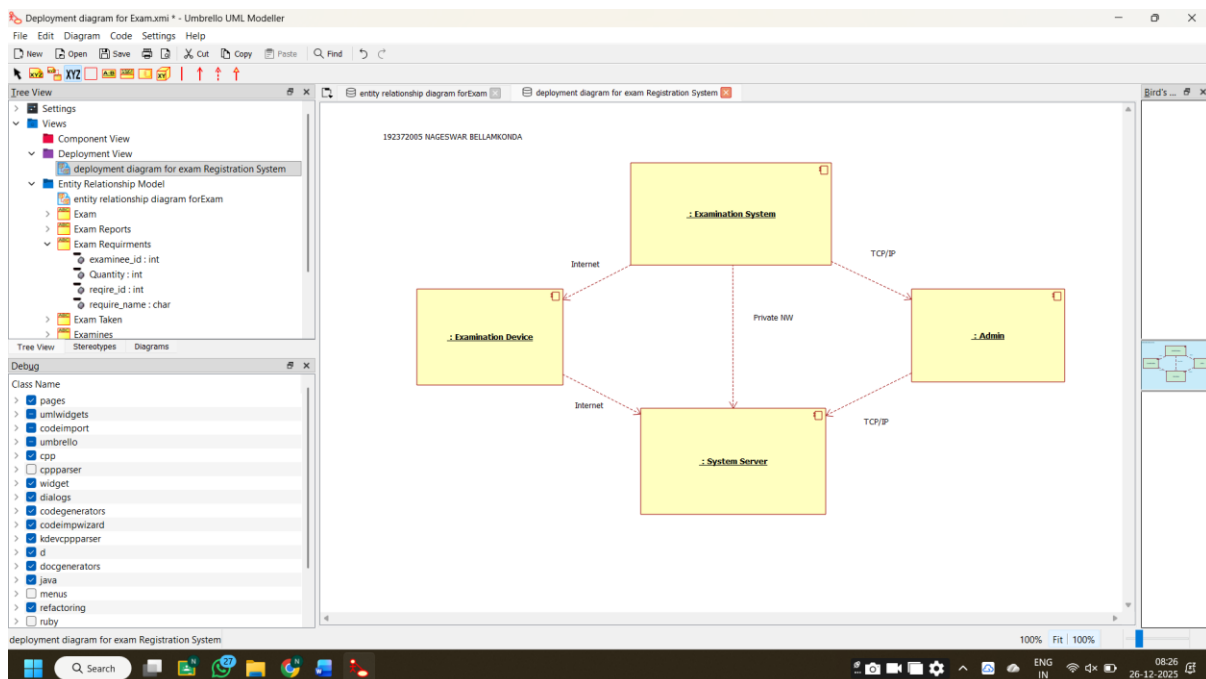 Deployment diagram for Exam.xmi * - Umbrello UML Modeller
File Edit Diagram Code Settings Help
New Open Save Cut Copy Paste Find
XYZ XYZ A:B
Tree View
entity relationship diagram forExam
deployment diagram for exam Registration System
Bird's ...
Settings
Views
Component View
Deployment View
deployment diagram for exam Registration System
Entity Relationship Model
entity relationship diagram forExam
Exam
Exam Reports
Exam Requirments
examinee_id : int
Quantity : int
reqire_id : int
require_name : char
Exam Taken
Examines
Tree View Stereotypes Diagrams
Debug
Class Name
pages
umlwidgets
codeimport
umbrello
cpp
cppparser
widget
dialogs
codegenerators
codeimpwizard
kdevcppparser
d
docgenerators
java
menus
refactoring
ruby
192372005 NAGESWAR BELLAMKONDA
: Examination System
Internet
TCP/IP
Private NW
: Examination Device
: Admin
Internet
TCP/IP
: System Server
deployment diagram for exam Registration System
100% Fit 100%
Search
27
ENG
IN
08:26
26-12-2025